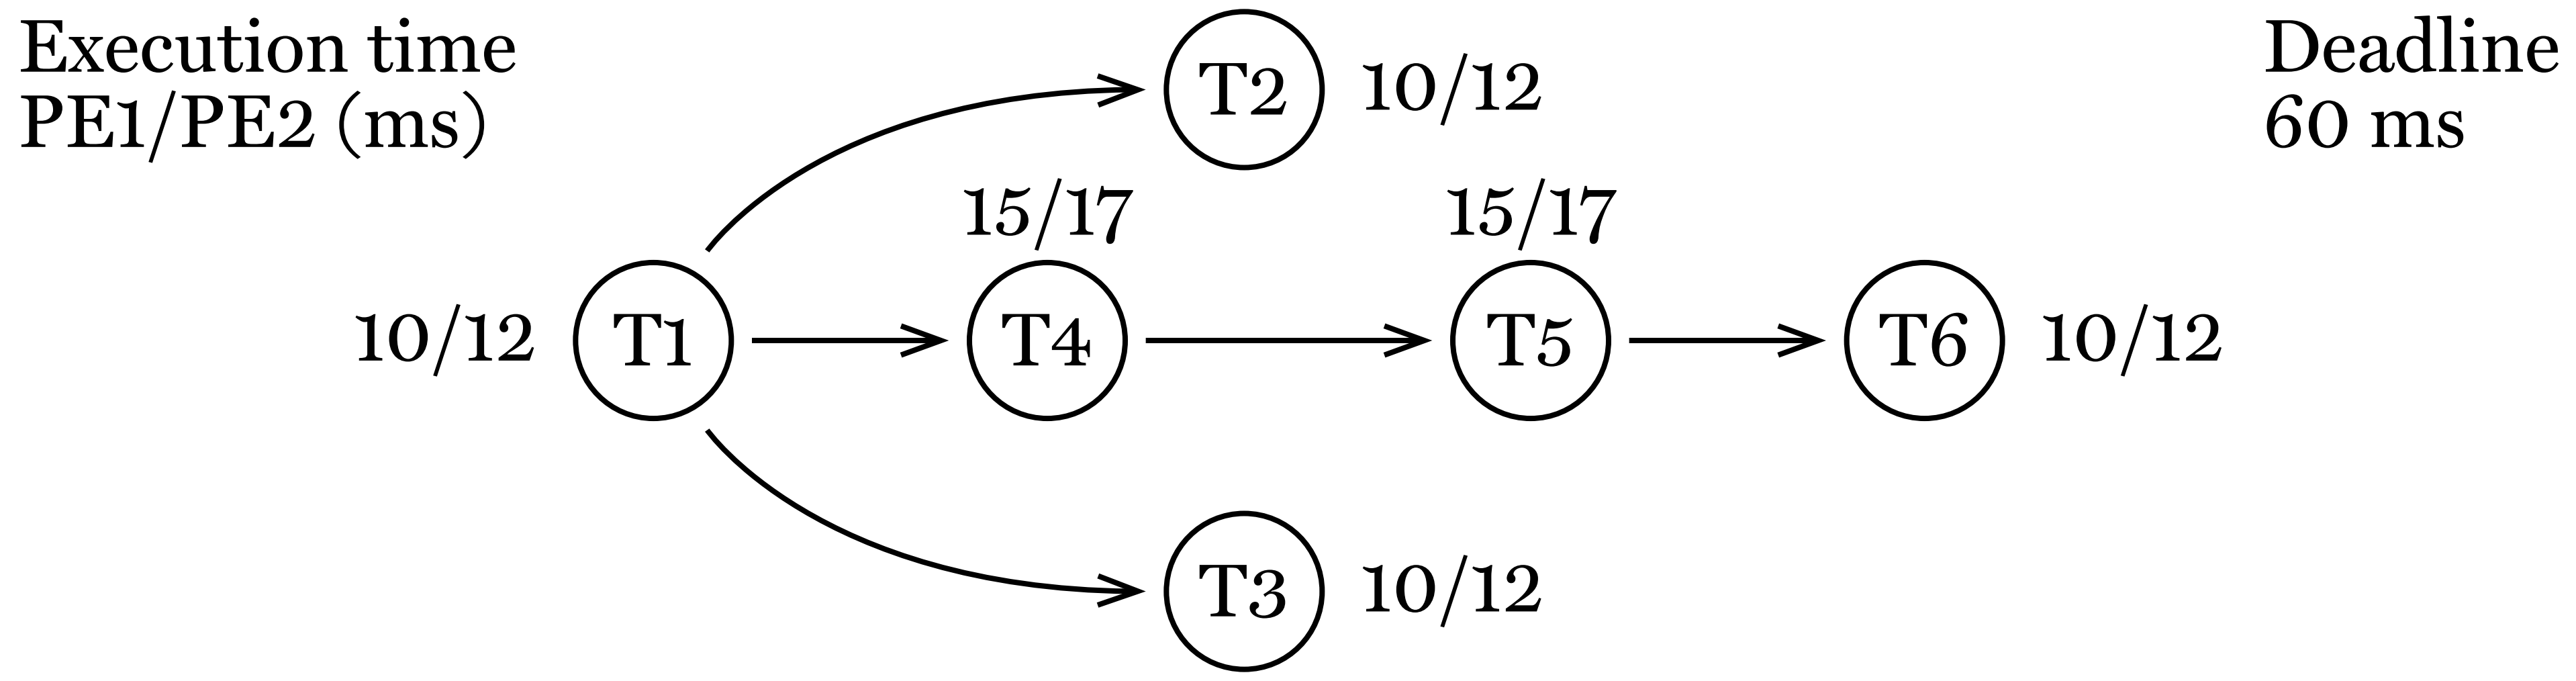 Execution time
PE1/PE2 (ms)
Deadline
60 ms
T2 10/12
15/17 15/17
10/12 T1 T4 T5 T6 10/12
T3 10/12